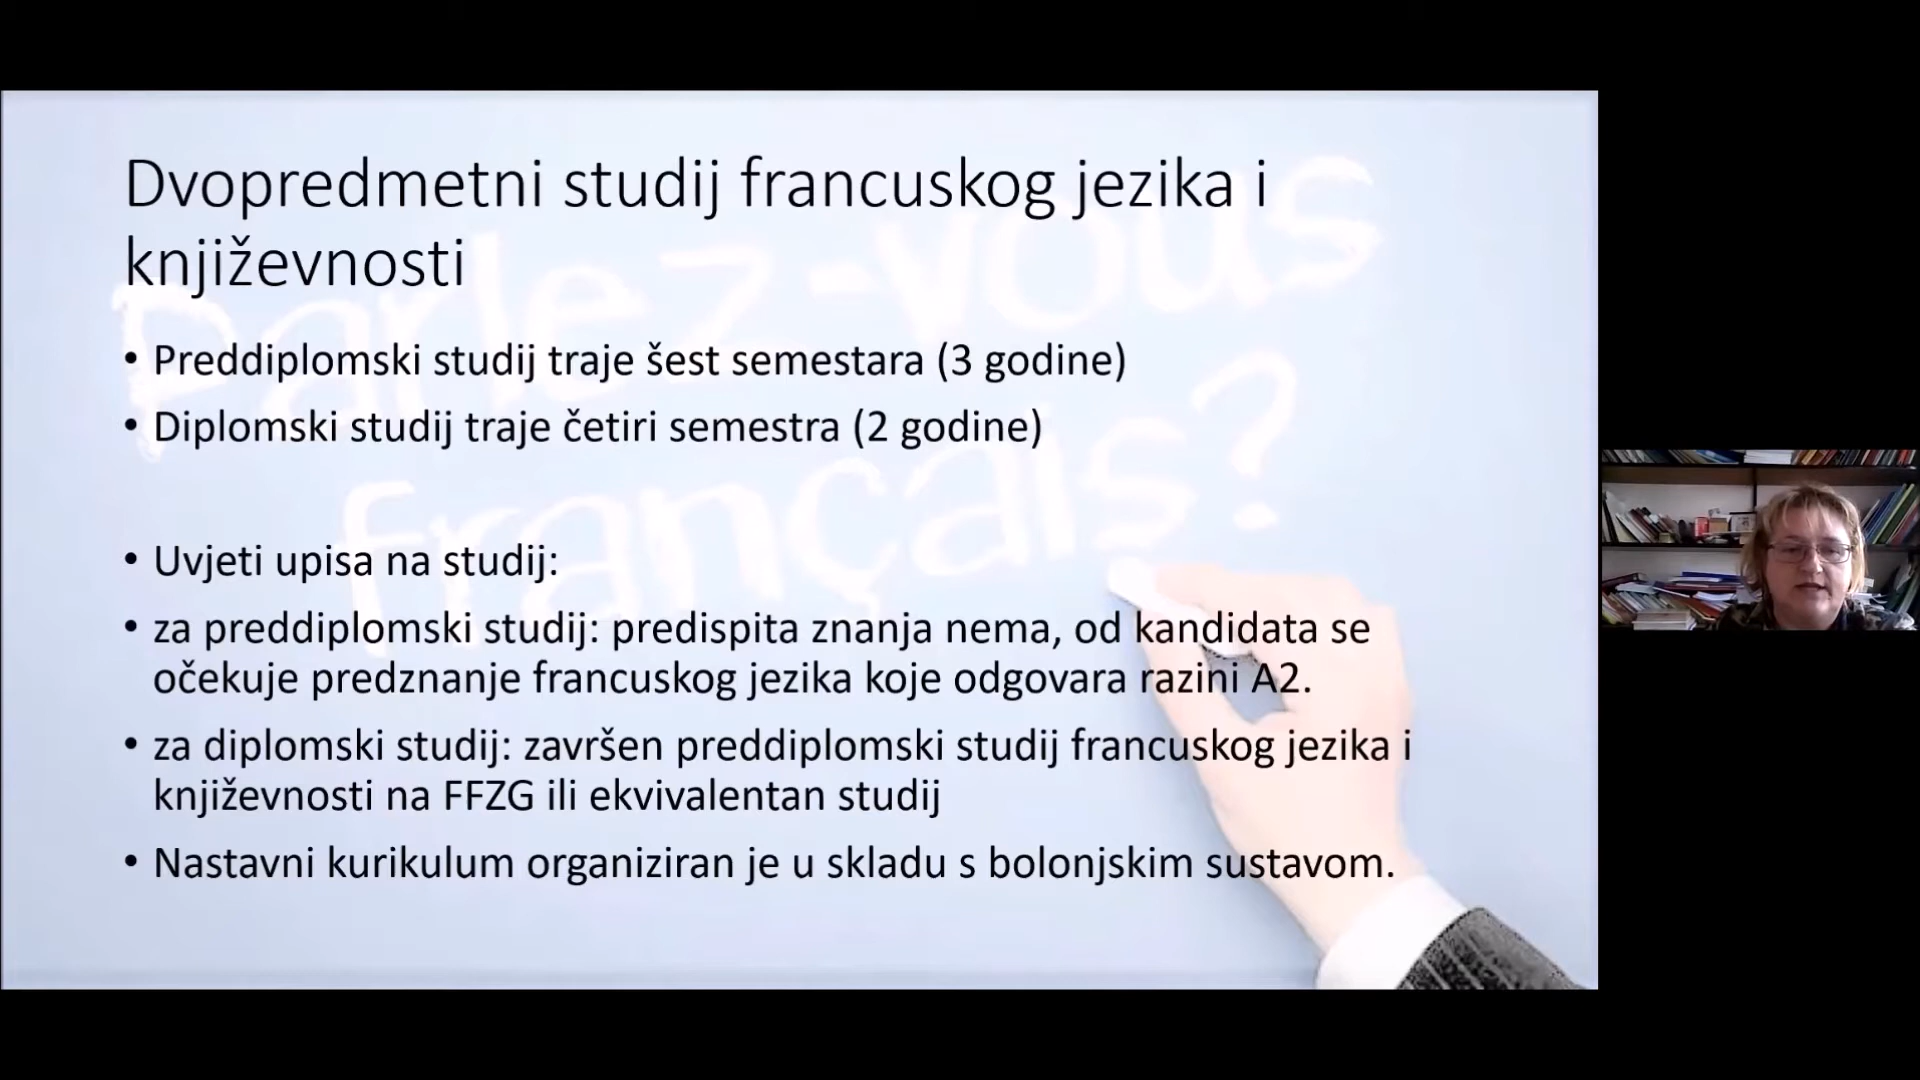 Dvopredmetni studij francuskog jezika i
književnosti
• Preddiplomski studij traje šest semestara (3 godine)
• Diplomski studij traje četiri semestra (2 godine)
• Uvjeti upisa na studij:
• za preddiplomski studij: predispita znanja nema, od kandidata se
očekuje predznanje francuskog jezika koje odgovara razini A2.
• za diplomski studij: završen preddiplomski studij francuskog jezika i
književnosti na FFZG ili ekvivalentan studij
• Nastavni kurikulum organiziran je u skladu s bolonjskim sustavom.
Parlez-vous
français?